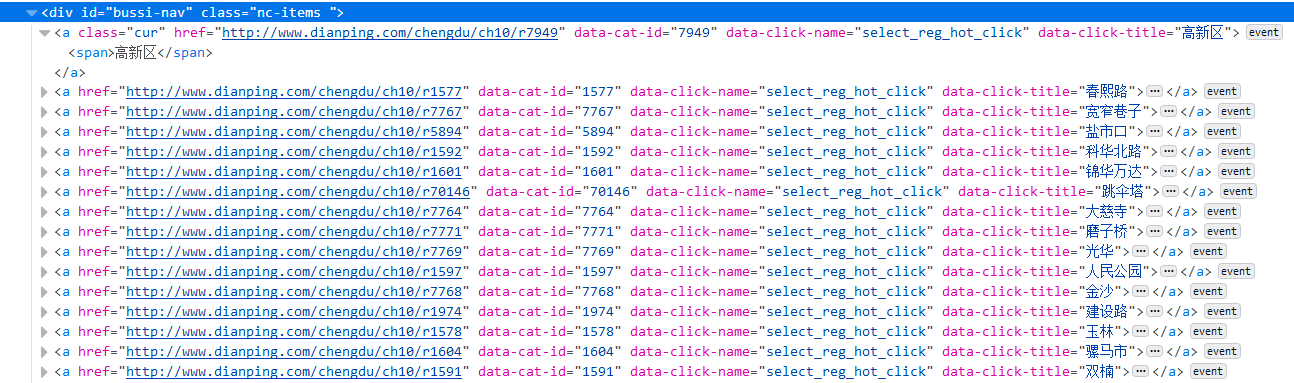 <div id="bussi-nav" class="nc-items ">
<a class="cur" href="http://www.dianping.com/chengdu/ch10/r7949" data-cat-id="7949" data-click-name="select_reg_hot_click" data-click-title="高新区"> event
<span>高新区</span>
</a>
<a href="http://www.dianping.com/chengdu/ch10/r1577" data-cat-id="1577" data-click-name="select_reg_hot_click" data-click-title="春熙路">…</a> event
<a href="http://www.dianping.com/chengdu/ch10/r7767" data-cat-id="7767" data-click-name="select_reg_hot_click" data-click-title="宽窄巷子">…</a> event
<a href="http://www.dianping.com/chengdu/ch10/r5894" data-cat-id="5894" data-click-name="select_reg_hot_click" data-click-title="盐市口">…</a> event
<a href="http://www.dianping.com/chengdu/ch10/r1592" data-cat-id="1592" data-click-name="select_reg_hot_click" data-click-title="科华北路">…</a> event
<a href="http://www.dianping.com/chengdu/ch10/r1601" data-cat-id="1601" data-click-name="select_reg_hot_click" data-click-title="锦华万达">…</a> event
<a href="http://www.dianping.com/chengdu/ch10/r70146" data-cat-id="70146" data-click-name="select_reg_hot_click" data-click-title="跳伞塔">…</a> event
<a href="http://www.dianping.com/chengdu/ch10/r7764" data-cat-id="7764" data-click-name="select_reg_hot_click" data-click-title="大慈寺">…</a> event
<a href="http://www.dianping.com/chengdu/ch10/r7771" data-cat-id="7771" data-click-name="select_reg_hot_click" data-click-title="磨子桥">…</a> event
<a href="http://www.dianping.com/chengdu/ch10/r7769" data-cat-id="7769" data-click-name="select_reg_hot_click" data-click-title="光华">…</a> event
<a href="http://www.dianping.com/chengdu/ch10/r1597" data-cat-id="1597" data-click-name="select_reg_hot_click" data-click-title="人民公园">…</a> event
<a href="http://www.dianping.com/chengdu/ch10/r7768" data-cat-id="7768" data-click-name="select_reg_hot_click" data-click-title="金沙">…</a> event
<a href="http://www.dianping.com/chengdu/ch10/r1974" data-cat-id="1974" data-click-name="select_reg_hot_click" data-click-title="建设路">…</a> event
<a href="http://www.dianping.com/chengdu/ch10/r1578" data-cat-id="1578" data-click-name="select_reg_hot_click" data-click-title="玉林">…</a> event
<a href="http://www.dianping.com/chengdu/ch10/r1604" data-cat-id="1604" data-click-name="select_reg_hot_click" data-click-title="骡马市">…</a> event
<a href="http://www.dianping.com/chengdu/ch10/r1591" data-cat-id="1591" data-click-name="select_reg_hot_click" data-click-title="双楠">…</a> event